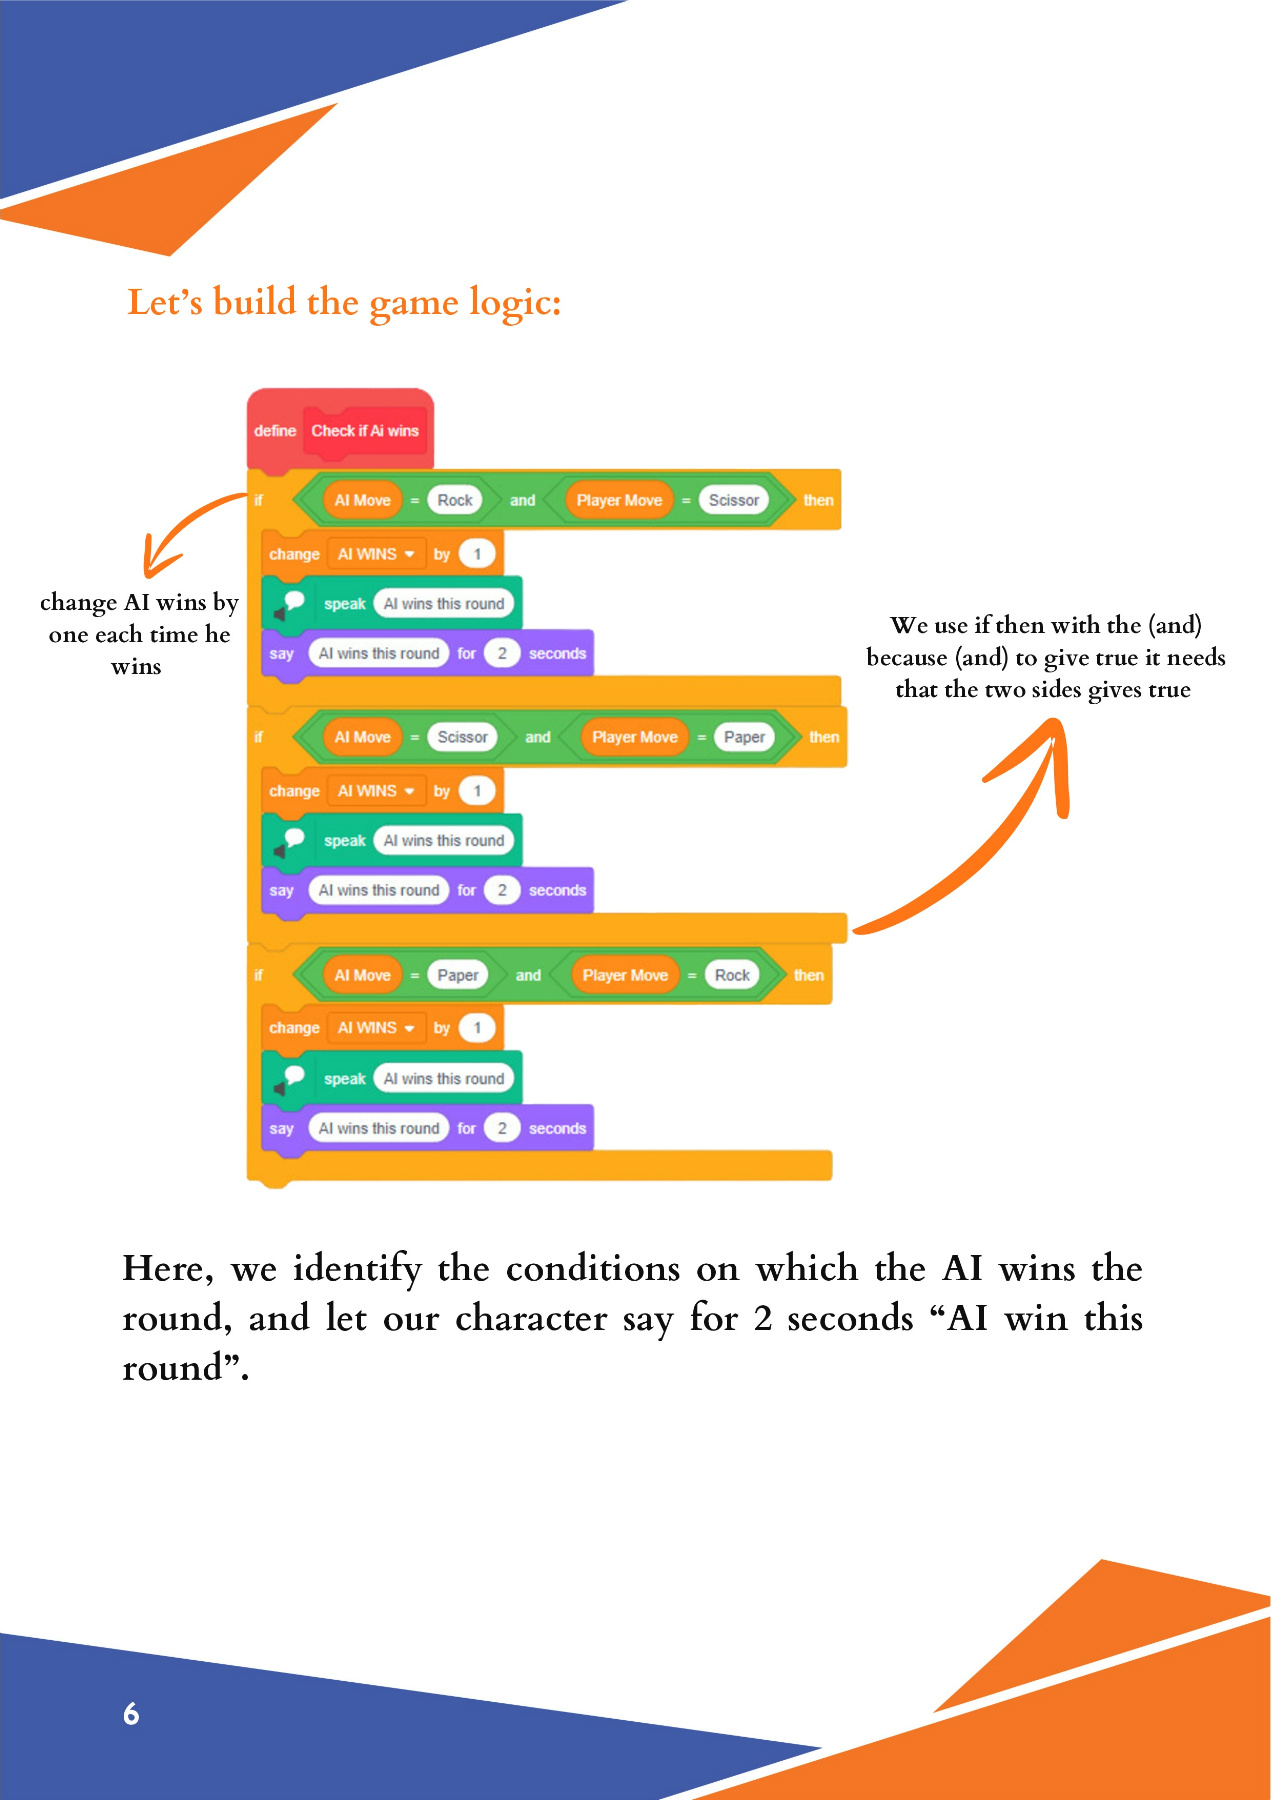 Let's build the game logic:
define Check if Ai wins
if AI Move = Rock and Player Move = Scissor then
change AI WINS by 1
speak AI wins this round
say AI wins this round for 2 seconds
change AI wins by
one each time he
wins
We use if then with the (and)
because (and) to give true it needs
that the two sides gives true
if AI Move = Scissor and Player Move = Paper then
change AI WINS by 1
speak AI wins this round
say AI wins this round for 2 seconds
if AI Move = Paper and Player Move = Rock then
change AI WINS by 1
speak AI wins this round
say AI wins this round for 2 seconds
Here, we identify the conditions on which the AI wins the
round, and let our character say for 2 seconds “AI win this
round”.
6